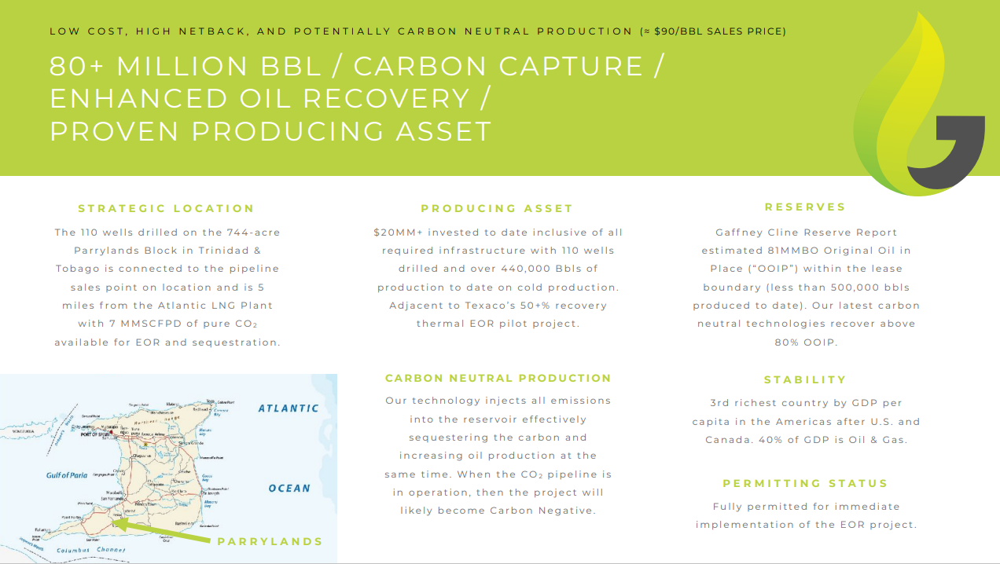 LOW COST, HIGH NETBACK, AND POTENTIALLY CARBON NEUTRAL PRODUCTION (≈ $90/BBL SALES PRICE)
80+ MILLION BBL / CARBON CAPTURE /
ENHANCED OIL RECOVERY /
PROVEN PRODUCING ASSET
STRATEGIC LOCATION
The 110 wells drilled on the 744-acre
Parrylands Block in Trinidad &
Tobago is connected to the pipeline
sales point on location and is 5
miles from the Atlantic LNG Plant
with 7 MMSCFPD of pure CO₂
available for EOR and sequestration.
PRODUCING ASSET
$20MM+ invested to date inclusive of all
required infrastructure with 110 wells
drilled and over 440,000 Bbls of
production to date on cold production.
Adjacent to Texaco’s 50+% recovery
thermal EOR pilot project.
RESERVES
Gaffney Cline Reserve Report
estimated 81MMBO Original Oil in
Place (“OOIP”) within the lease
boundary (less than 500,000 bbls
produced to date). Our latest carbon
neutral technologies recover above
80% OOIP.
CARBON NEUTRAL PRODUCTION
Our technology injects all emissions
into the reservoir effectively
sequestering the carbon and
increasing oil production at the
same time. When the CO₂ pipeline is
in operation, then the project will
likely become Carbon Negative.
STABILITY
3rd richest country by GDP per
capita in the Americas after U.S. and
Canada. 40% of GDP is Oil & Gas.
PERMITTING STATUS
Fully permitted for immediate
implementation of the EOR project.
ATLANTIC
OCEAN
Northern Range
PORT OF SPAIN
Gulf of Paria
Chaguanas
Sangre Grande
San Fernando
Point Fortin
Columbus Channel
PARRYLANDS